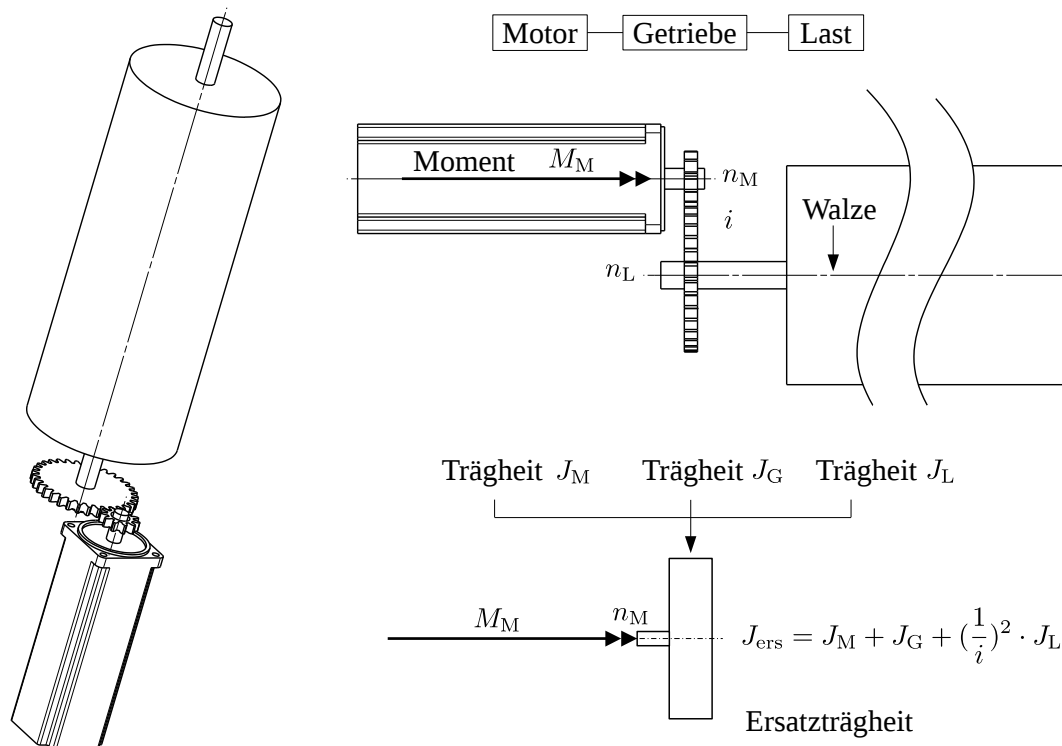 Motor Getriebe Last
Moment M_M n_M
i
Walze
n_L
Trägheit J_M Trägheit J_G Trägheit J_L
M_M n_M
J_ers = J_M + J_G + (1/i)^2 · J_L
Ersatzträgheit